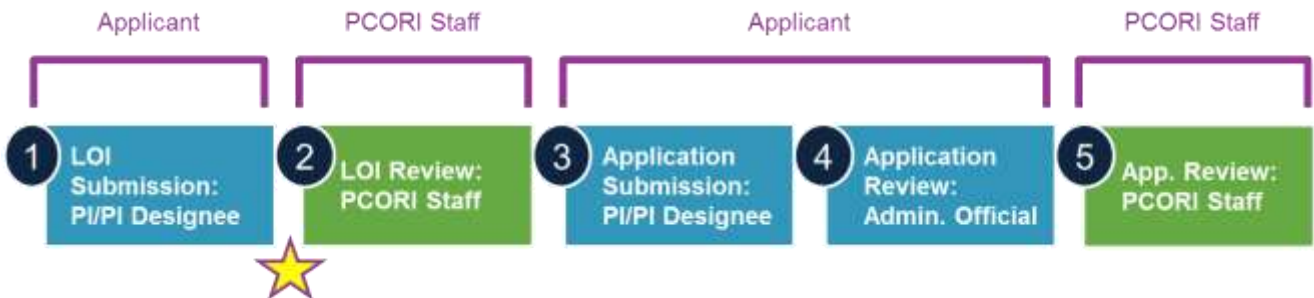 Applicant
PCORI Staff
Applicant
PCORI Staff
1
LOI
Submission:
PI/PI Designee
2
LOI Review:
PCORI Staff
3
Application
Submission:
PI/PI Designee
4
Application
Review:
Admin. Official
5
App. Review:
PCORI Staff